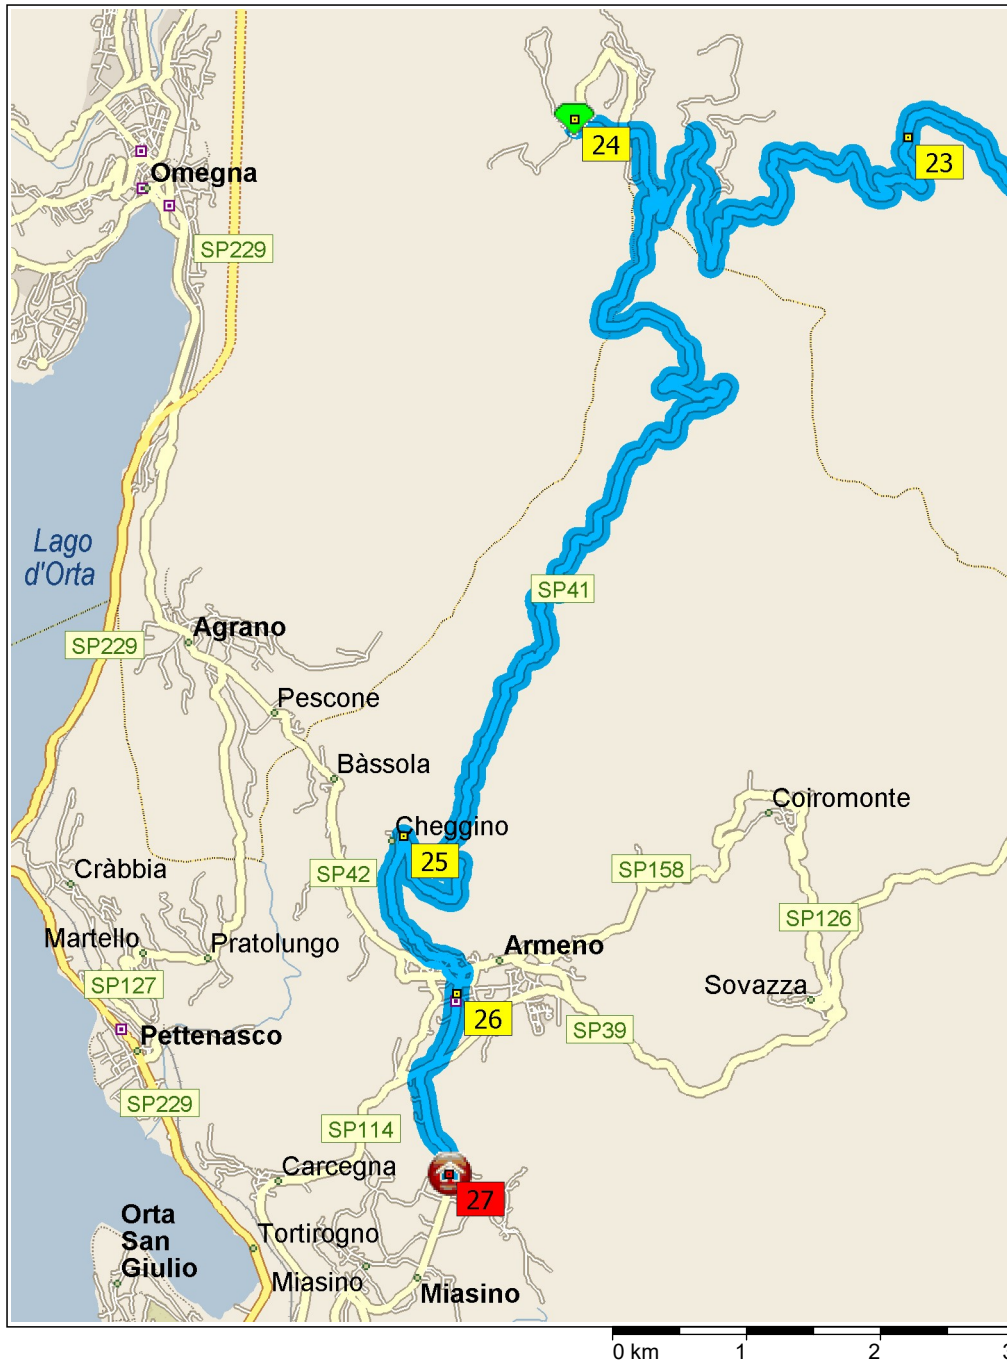 24
23
Omegna
SP229
Lago
d'Orta
SP41
Agrano
SP229
Pescone
Bàssola
Coiromonte
Cheggino
25
SP158
SP42
Cràbbia
SP126
Martello
Pratolungo
Armeno
SP127
Sovazza
26
SP39
Pettenasco
SP229
SP114
Carcegna
27
Orta
San
Giulio
Tortirogno
Miasino
Miasino
0 km 1 2 3